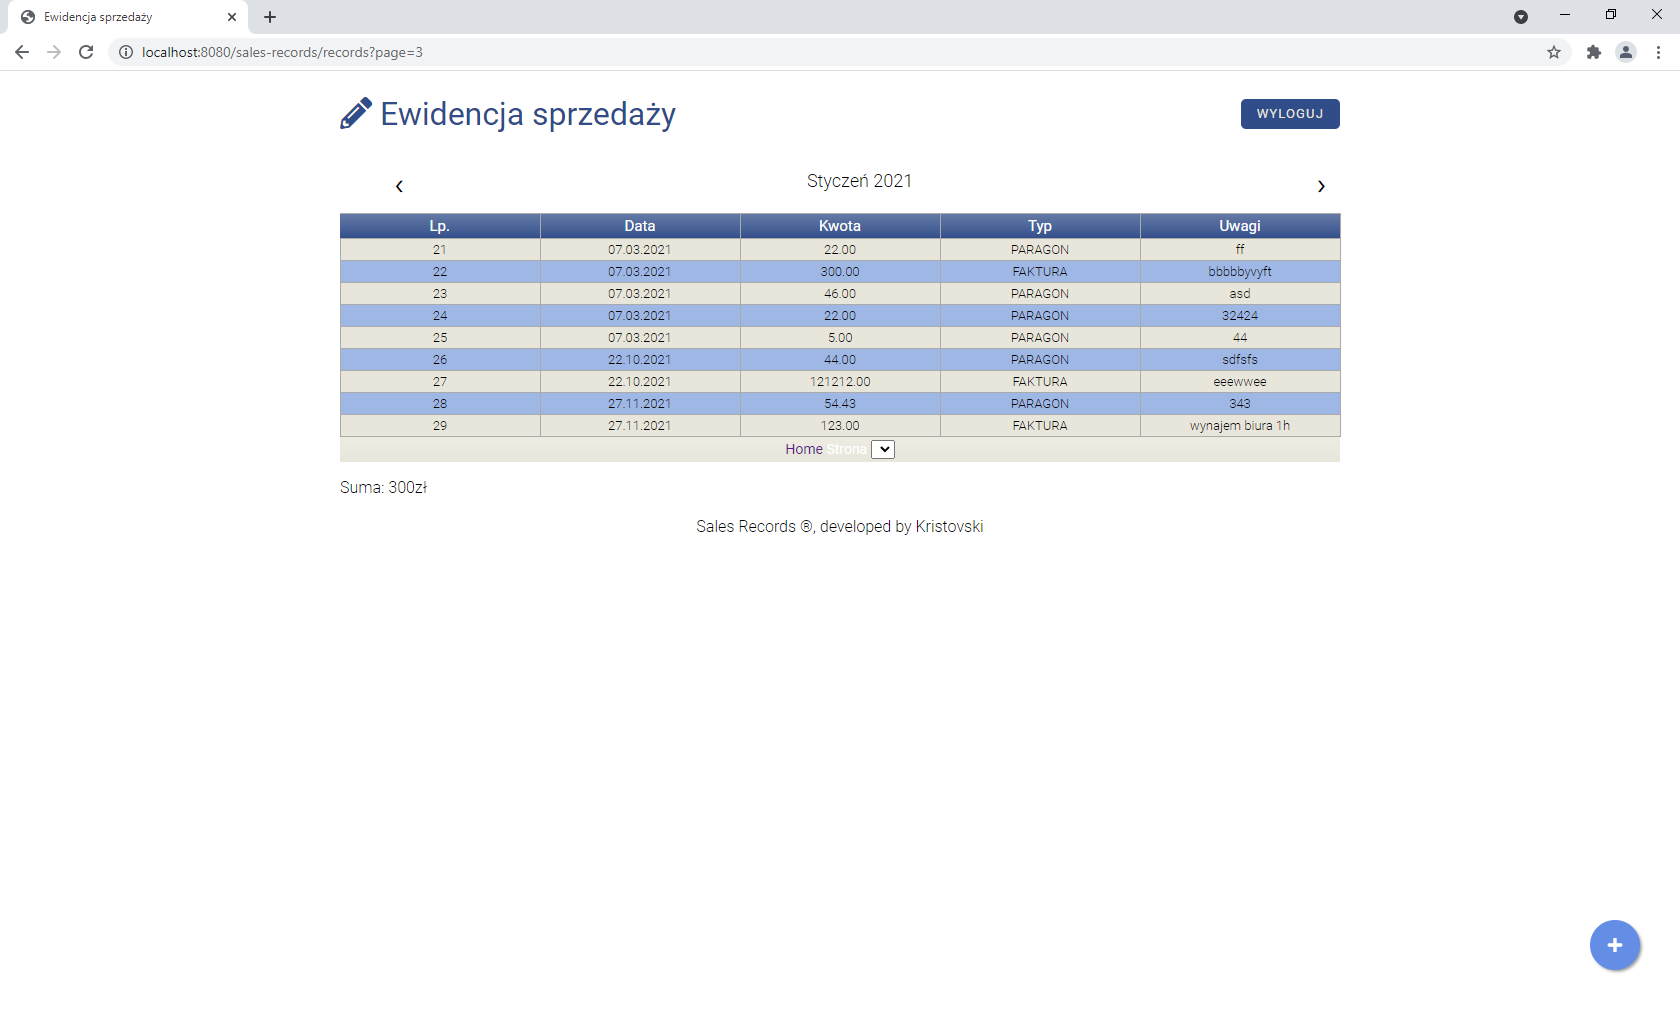 Ewidencja sprzedaży
localhost:8080/sales-records/records?page=3
Ewidencja sprzedaży
WYLOGUJ
‹ Styczeń 2021 ›
Lp. Data Kwota Typ Uwagi
21 07.03.2021 22.00 PARAGON ff
22 07.03.2021 300.00 FAKTURA bbbbbyvyft
23 07.03.2021 46.00 PARAGON asd
24 07.03.2021 22.00 PARAGON 32424
25 07.03.2021 5.00 PARAGON 44
26 22.10.2021 44.00 PARAGON sdfsfs
27 22.10.2021 121212.00 FAKTURA eeewwee
28 27.11.2021 54.43 PARAGON 343
29 27.11.2021 123.00 FAKTURA wynajem biura 1h
Home Strona
Suma: 300zł
Sales Records ®, developed by Kristovski
+